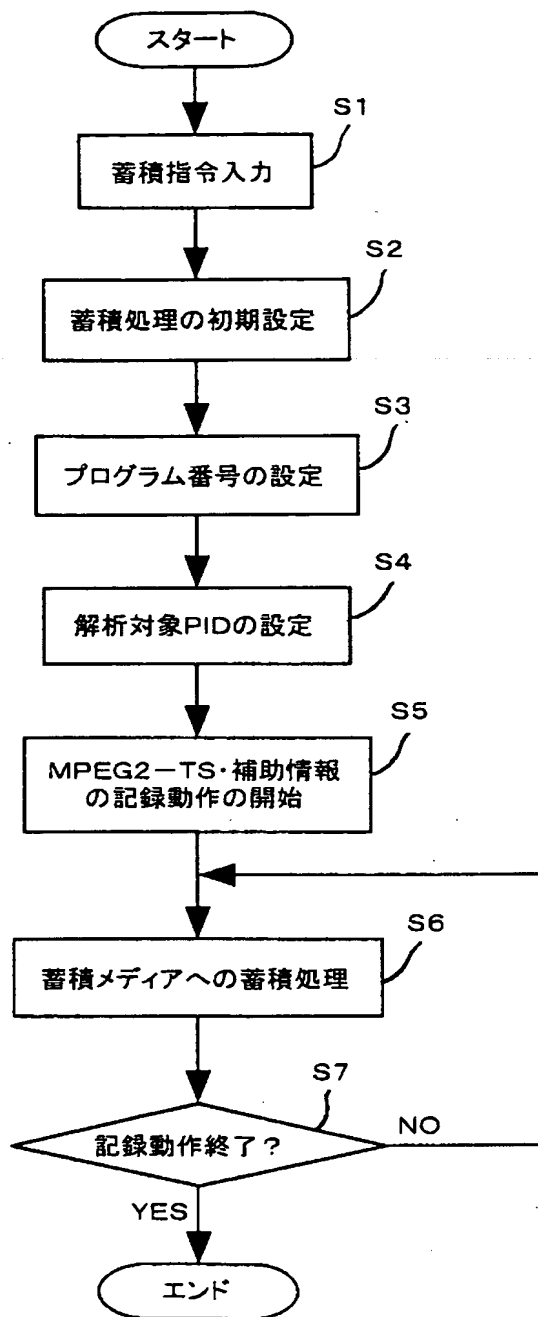 スタート
S1
蓄積指令入力
S2
蓄積処理の初期設定
S3
プログラム番号の設定
S4
解析対象PIDの設定
S5
MPEG2－TS・補助情報
の記録動作の開始
S6
蓄積メディアへの蓄積処理
S7
記録動作終了？
NO
YES
エンド